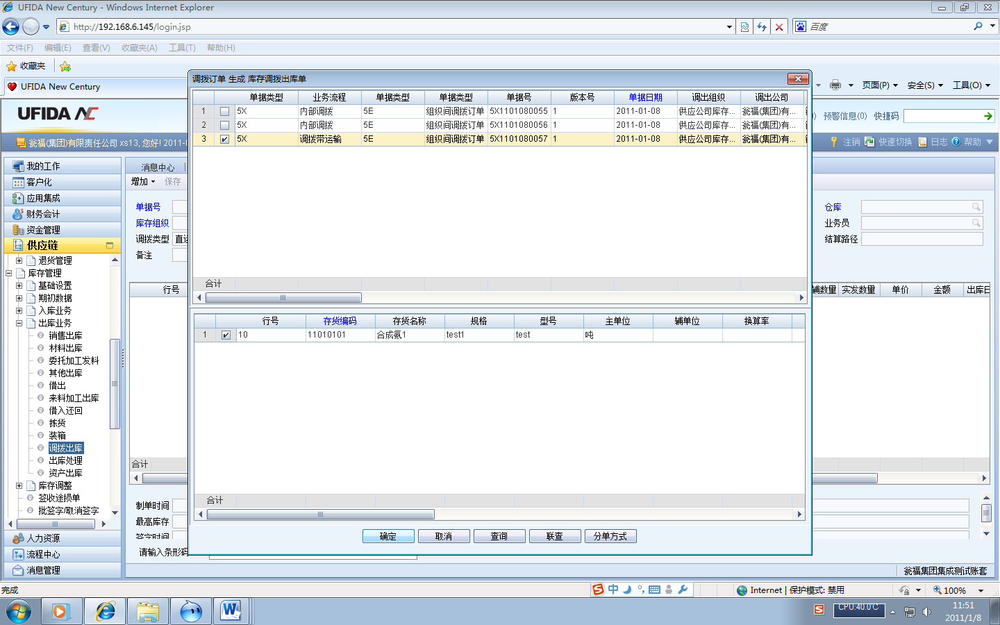 UFIDA New Century - Windows Internet Explorer
http://192.168.6.145/login.jsp
百度
文件(F) 编辑(E) 查看(V) 收藏夹(A) 工具(T) 帮助(H)
收藏夹
UFIDA New Century
页面(P) 安全(S) 工具(O)
UFIDA NC
预警信息(0) 快捷码
瓮福(集团)有限责任公司 xs13, 您好! 2011-0
注销 快速切换 日志 帮助
我的工作
客户化
应用集成
财务会计
资金管理
供应链
退货管理
库存管理
基础设置
期初数据
入库业务
出库业务
销售出库
材料出库
委托加工发料
其他出库
借出
来料加工出库
借入还回
拣货
装箱
调拨出库
出库处理
资产出库
库存调整
签收途损单
批签字/取消签字
人力资源
流程中心
消息管理
消息中心
增加 保存
单据号
库存组织
调拨类型 直
备注
行号
合计
制单时间
最高库存
签字时间
请输入条形码
仓库
业务员
结算路径
辅数量 实发数量 单价 金额 出库日
瓮福集团集成测试账套
调拨订单 生成 库存调拨出库单
单据类型 业务流程 单据类型 单据类型 单据号 版本号 单据日期 调出组织 调出公司
1 5X 内部调拨 5E 组织间调拨订单 5X1101080055 1 2011-01-08 供应公司库存... 瓮福(集团)有...
2 5X 内部调拨 5E 组织间调拨订单 5X1101080056 1 2011-01-08 供应公司库存... 瓮福(集团)有...
3 5X 调拨带运输 5E 组织间调拨订单 5X1101080057 1 2011-01-08 供应公司库存... 瓮福(集团)有...
合计
行号 存货编码 存货名称 规格 型号 主单位 辅单位 换算率
1 10 11010101 合成氨1 test1 test 吨
合计
确定 取消 查询 联查 分单方式
完成
中
Internet | 保护模式: 禁用
100%
CPU:40.0℃
11:51
2011/1/8